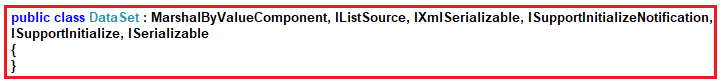 public class DataSet : MarshalByValueComponent, IListSource, IXmlSerializable, ISupportInitializeNotification,
ISupportInitialize, ISerializable
{
}